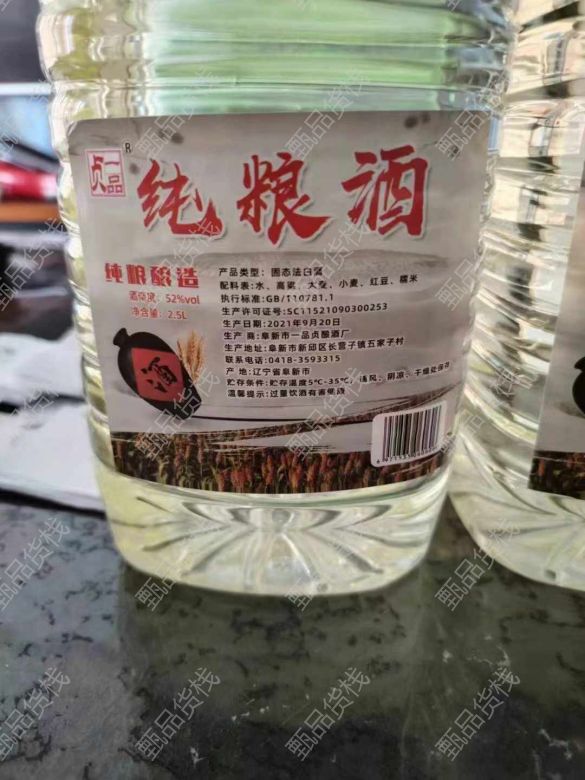 一品贞
R
纯粮酒
纯粮酿造
酒精度：52%vol
净含量：2.5L
产品类型：固态法白酒
配料表：水、高粱、大麦、小麦、红豆、糯米
执行标准：GB/T10781.1
生产许可证号：SC11521090300253
生产日期：2021年9月20日
生 产 商：阜新市一品贞酿酒厂
生产地址：阜新市新邱区长营子镇五家子村
联系电话：0418-3593315
产 地：辽宁省阜新市
贮存条件：贮存温度5℃-35℃，通风、阴凉、干燥处保存
温馨提示：过量饮酒有害健康
酒
甄品货栈